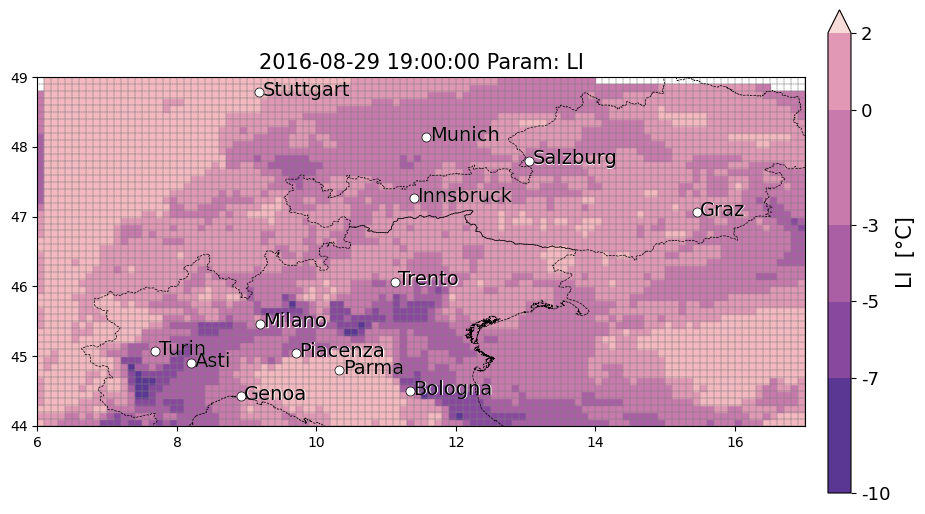 2016-08-29 19:00:00 Param: LI
49
48
47
46
45
44
6 8 10 12 14 16
Stuttgart
Munich
Salzburg
Innsbruck
Graz
Trento
Milano
Turin
Asti
Piacenza
Parma
Genoa
Bologna
2
0
-3
-5
-7
-10
LI [°C]